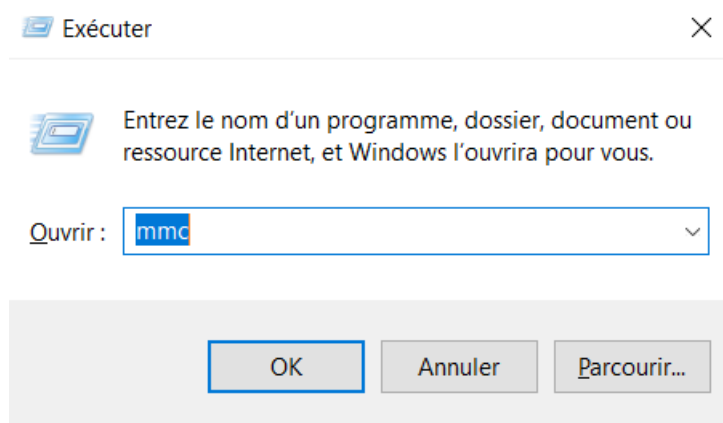 Exécuter
Entrez le nom d’un programme, dossier, document ou
ressource Internet, et Windows l’ouvrira pour vous.
Ouvrir : mmc
OK Annuler Parcourir...